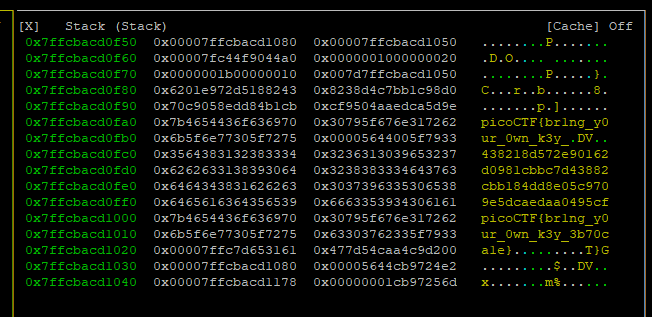 [X] Stack (Stack) [Cache] Off
0x7ffcbacd0f50 0x00007ffcbacd1080 0x00007ffcbacd1050 ........P.......
0x7ffcbacd0f60 0x00007fc44f9044a0 0x0000001000000020 .D.O.... .......
0x7ffcbacd0f70 0x0000001b00000010 0x007d7ffcbacd1050 ........P.....}.
0x7ffcbacd0f80 0x6201e972d5188243 0x8238d4c7bb1c98d0 C...r..b......8.
0x7ffcbacd0f90 0x70c9058edd84b1cb 0xcf9504aaedca5d9e .......p.]......
0x7ffcbacd0fa0 0x7b4654436f636970 0x30795f676e317262 picoCTF{br1ng_y0
0x7ffcbacd0fb0 0x6b5f6e77305f7275 0x00005644005f7933 ur_0wn_k3y_.DV..
0x7ffcbacd0fc0 0x3564383132383334 0x3236313039653237 438218d572e90162
0x7ffcbacd0fd0 0x6262633138393064 0x3238383334643763 d0981cbbc7d43882
0x7ffcbacd0fe0 0x6464343831626263 0x3037396335306538 cbb184dd8e05c970
0x7ffcbacd0ff0 0x6465616364356539 0x6663353934306161 9e5dcaedaa0495cf
0x7ffcbacd1000 0x7b4654436f636970 0x30795f676e317262 picoCTF{br1ng_y0
0x7ffcbacd1010 0x6b5f6e77305f7275 0x63303762335f7933 ur_0wn_k3y_3b70c
0x7ffcbacd1020 0x00007ffc7d653161 0x477d54caa4c9d200 a1e}.........T}G
0x7ffcbacd1030 0x00007ffcbacd1080 0x00005644cb9724e2 .........$..DV..
0x7ffcbacd1040 0x00007ffcbacd1178 0x00000001cb97256d x.......m%......